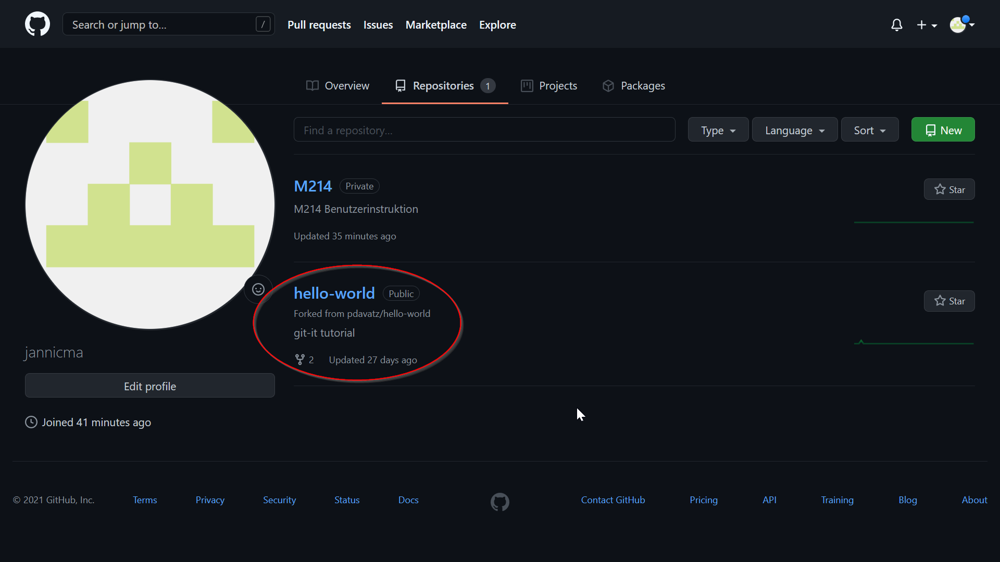 Search or jump to...
/
Pull requests Issues Marketplace Explore
Overview
Repositories 1
Projects
Packages
Find a repository...
Type
Language
Sort
New
M214 Private
Star
M214 Benutzerinstruktion
Updated 35 minutes ago
hello-world Public
Star
Forked from pdavatz/hello-world
git-it tutorial
2 Updated 27 days ago
jannicma
Edit profile
Joined 41 minutes ago
© 2021 GitHub, Inc. Terms Privacy Security Status Docs Contact GitHub Pricing API Training Blog About